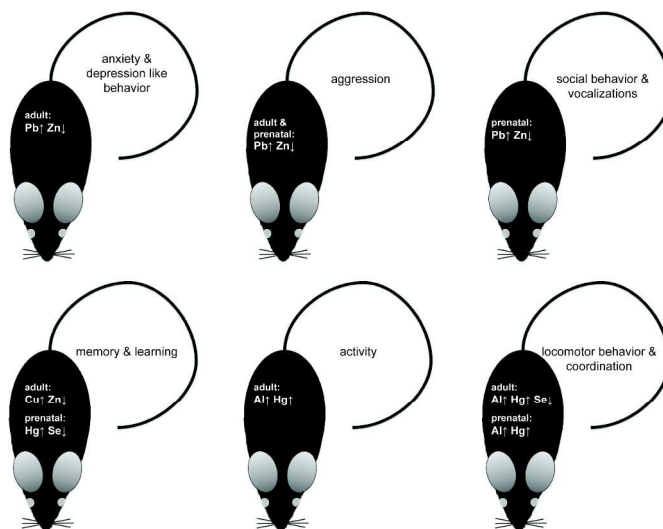 anxiety &
depression like
behavior
adult:
Pb↑ Zn↓
aggression
adult &
prenatal:
Pb↑ Zn↓
social behavior &
vocalizations
prenatal:
Pb↑ Zn↓
memory & learning
adult:
Cu↑ Zn↓
prenatal:
Hg↑ Se↓
activity
adult:
Al↑ Hg↑
locomotor behavior &
coordination
adult:
Al↑ Hg↑ Se↓
prenatal:
Al↑ Hg↑